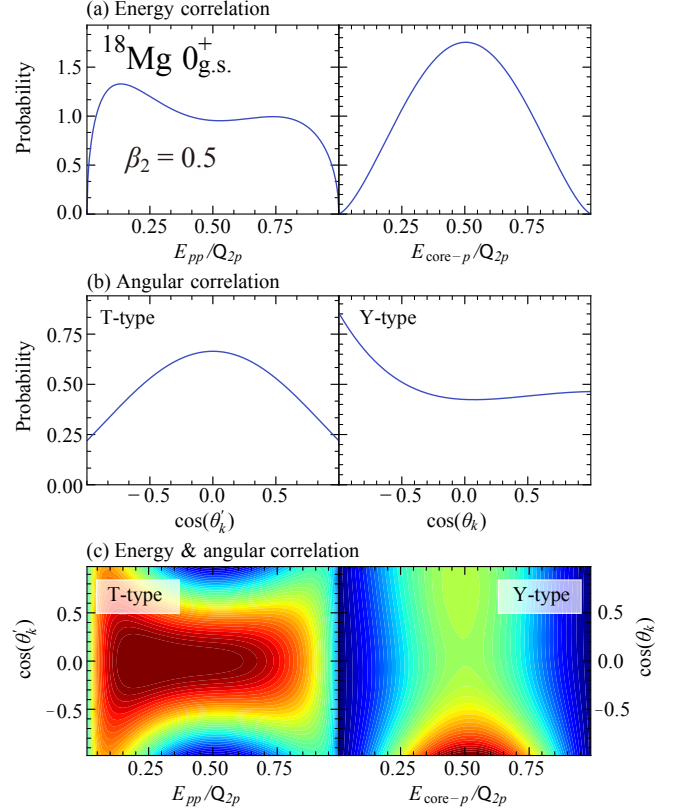 (a) Energy correlation
¹⁸Mg 0⁺g.s.
β₂ = 0.5
Probability
0.0
0.5
1.0
1.5
0.25 0.50 0.75
0.25 0.50 0.75
Epp/Q2p
Ecore−p/Q2p
(b) Angular correlation
T-type
Y-type
Probability
0.75
0.50
0.25
0.00
−0.5 0.0 0.5
−0.5 0.0 0.5
cos(θ′k)
cos(θk)
(c) Energy & angular correlation
T-type
Y-type
cos(θ′k)
0.5
0.0
−0.5
0.5
0.0
−0.5
cos(θk)
0.25 0.50 0.75
0.25 0.50 0.75
Epp/Q2p
Ecore−p/Q2p